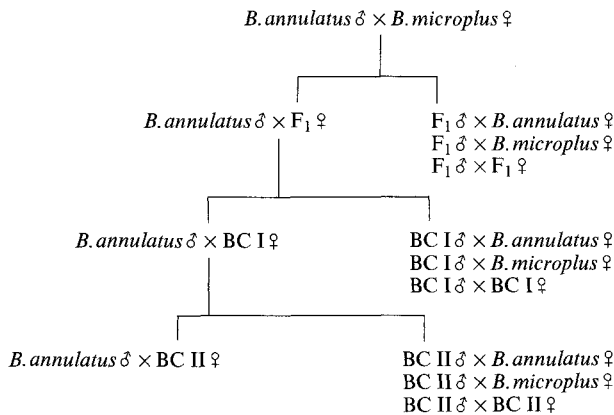 B. annulatus ♂ × B. microplus ♀
B. annulatus ♂ × F₁ ♀
F₁ ♂ × B. annulatus ♀
F₁ ♂ × B. microplus ♀
F₁ ♂ × F₁ ♀
B. annulatus ♂ × BC I ♀
BC I ♂ × B. annulatus ♀
BC I ♂ × B. microplus ♀
BC I ♂ × BC I ♀
B. annulatus ♂ × BC II ♀
BC II ♂ × B. annulatus ♀
BC II ♂ × B. microplus ♀
BC II ♂ × BC II ♀